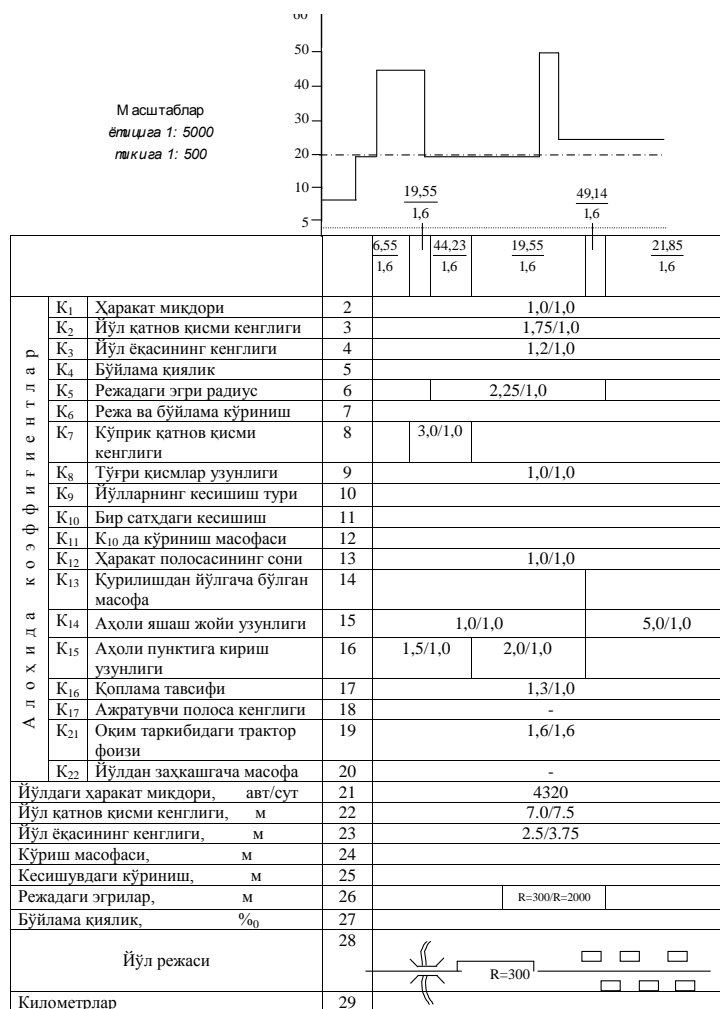 60
50
40
30
20
10
5
Масштаблар
ётицига 1: 5000
тикига 1: 500
19,55
1,6
49,14
1,6
6,55 44,23 19,55 21,85
1,6 1,6 1,6 1,6
Алоҳида коэффигиентлар
К1 Ҳаракат миқдори 2 1,0/1,0
К2 Йўл қатнов қисми кенглиги 3 1,75/1,0
К3 Йўл ёқасининг кенглиги 4 1,2/1,0
К4 Бўйлама қиялик 5
К5 Режадаги эгри радиус 6 2,25/1,0
К6 Режа ва бўйлама кўриниш 7
К7 Кўприк қатнов қисми 8 3,0/1,0
кенглиги
К8 Тўғри қисмлар узунлиги 9 1,0/1,0
К9 Йўлларнинг кесишиш тури 10
К10 Бир сатҳдаги кесишиш 11
К11 К10 да кўриниш масофаси 12
К12 Ҳаракат полосасининг сони 13 1,0/1,0
К13 Қурилишдан йўлгача бўлган 14
масофа
К14 Аҳоли яшаш жойи узунлиги 15 1,0/1,0 5,0/1,0
К15 Аҳоли пунктига кириш 16 1,5/1,0 2,0/1,0
узунлиги
К16 Қоплама тавсифи 17 1,3/1,0
К17 Ажратувчи полоса кенглиги 18 -
К21 Оқим таркибидаги трактор 19 1,6/1,6
фоизи
К22 Йўлдан заҳкашгача масофа 20 -
Йўлдаги ҳаракат миқдори, авт/сут 21 4320
Йўл қатнов қисми кенглиги, м 22 7.0/7.5
Йўл ёқасининг кенглиги, м 23 2.5/3.75
Кўриш масофаси, м 24
Кесишувдаги кўриниш, м 25
Режадаги эгрилар, м 26 R=300/R=2000
Бўйлама қиялик, %0 27
Йўл режаси 28 R=300
Километрлар 29